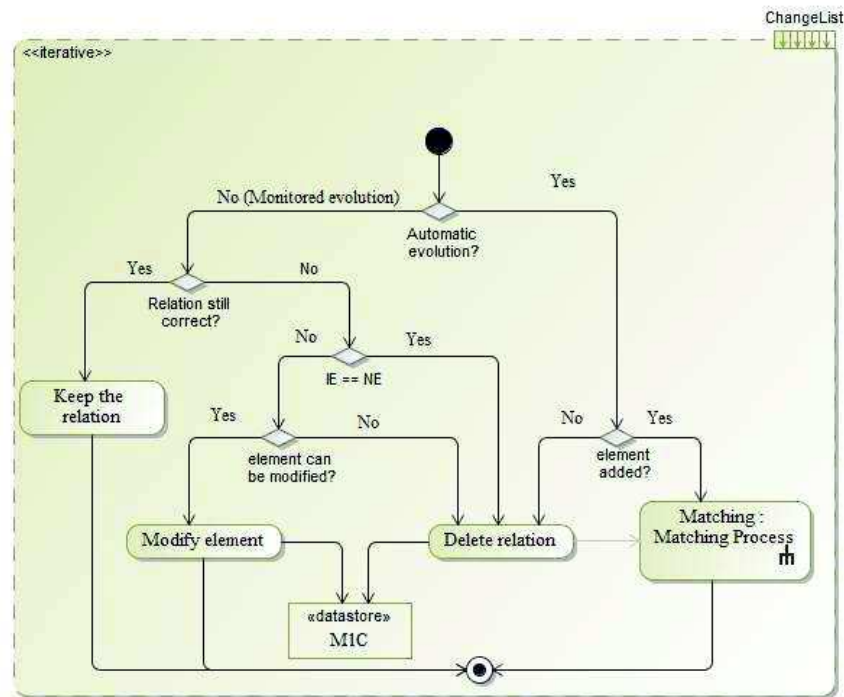 ChangeList
<<iterative>>
Yes
No (Monitored evolution)
Automatic
evolution?
Yes
No
Relation still
correct?
No
Yes
IE == NE
Keep the
relation
Yes
No
No
Yes
element can
be modified?
element
added?
Modify element
Delete relation
Matching :
Matching Process
«datastore»
M1C